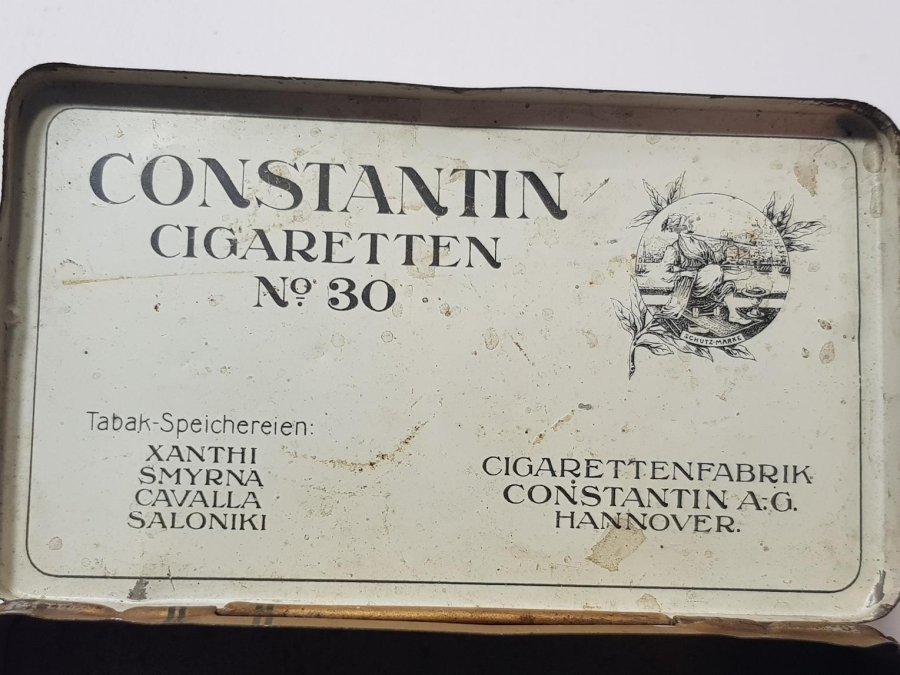 CONSTANTIN
CIGARETTEN
Nº 30
SCHUTZ-MARKE
Tabak-Speichereien:
XANTHI
SMYRNA
CAVALLA
SALONIKI
CIGARETTENFABRIK
CONSTANTIN A.G.
HANNOVER.